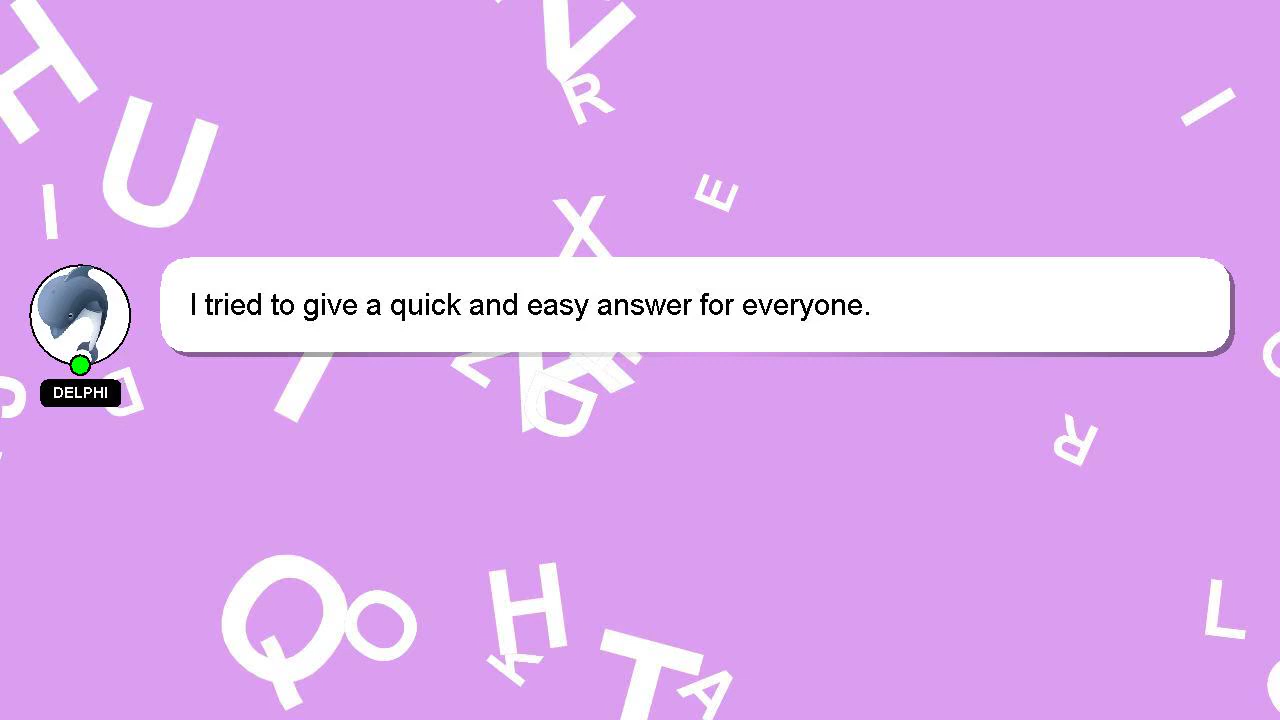 I tried to give a quick and easy answer for everyone.
DELPHI
H
U
I
V
R
X
E
I
D
I
Z
D
R
Q
O
H
K
T
A
L